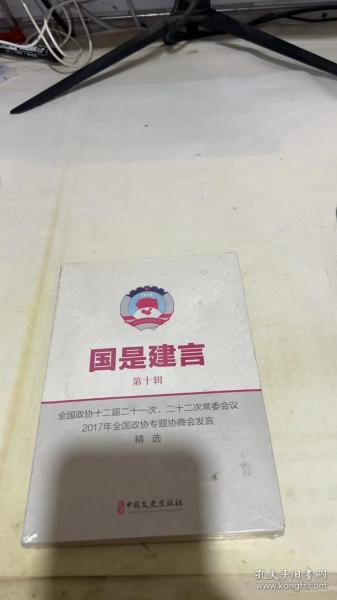 国是建言
第十辑
全国政协十二届二十一次、二十二次常委会议
2017年全国政协专题协商会发言
精选
中国文史出版社
孔夫子旧书网
www.kongfz.com